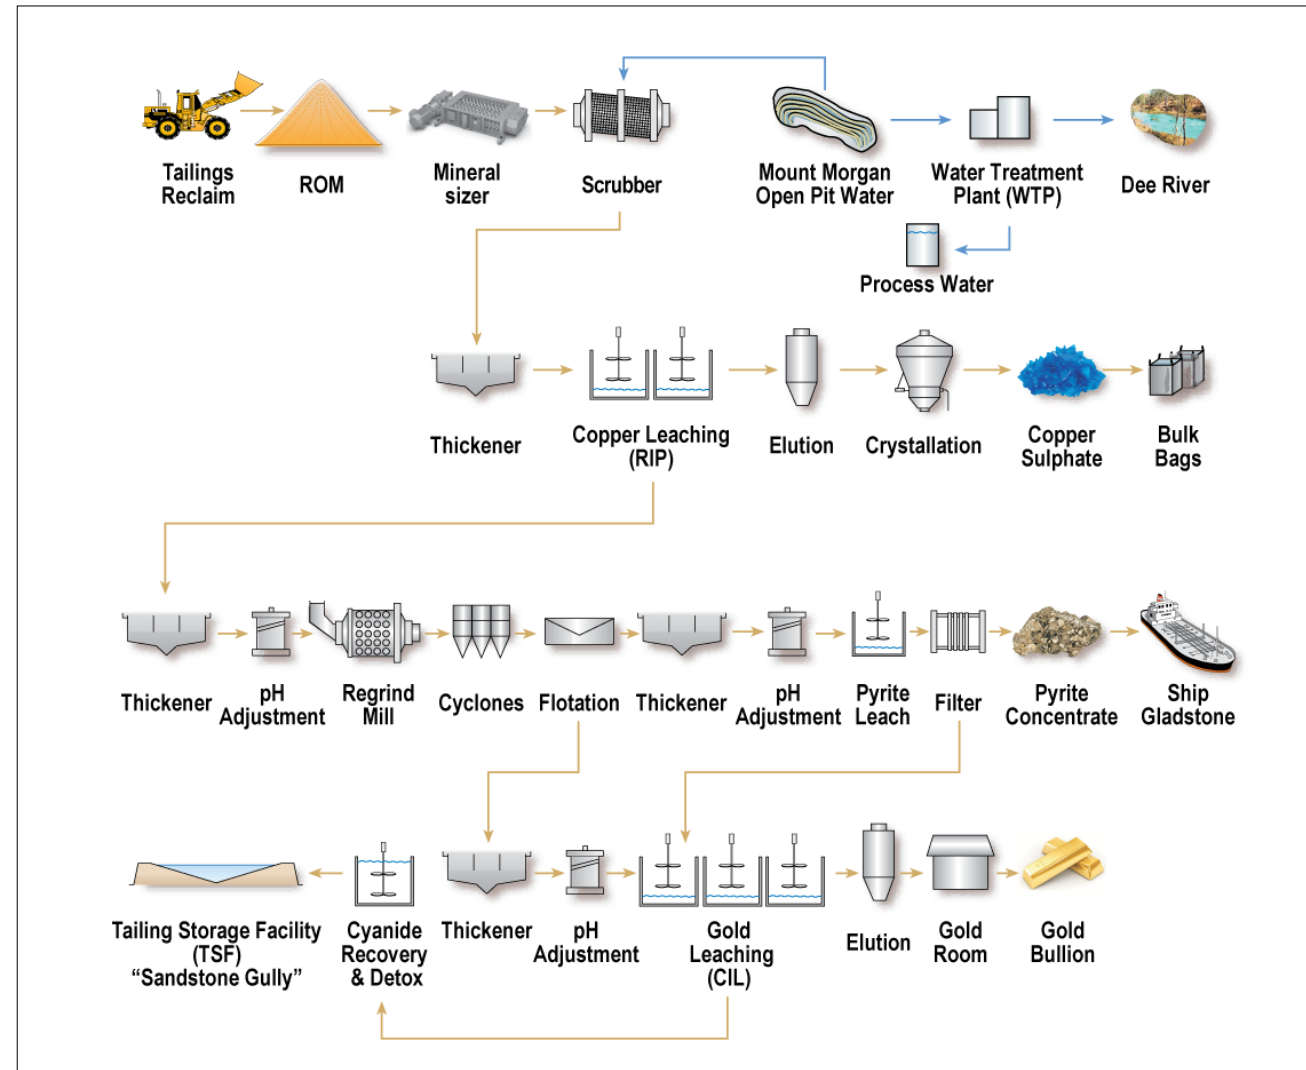 Tailings
Reclaim
ROM
Mineral
sizer
Scrubber
Mount Morgan
Open Pit Water
Water Treatment
Plant (WTP)
Dee River
Process Water
Thickener
Copper Leaching
(RIP)
Elution
Crystallation
Copper
Sulphate
Bulk
Bags
Thickener
pH
Adjustment
Regrind
Mill
Cyclones
Flotation
Thickener
pH
Adjustment
Pyrite
Leach
Filter
Pyrite
Concentrate
Ship
Gladstone
Tailing Storage Facility
(TSF)
“Sandstone Gully”
Cyanide
Recovery
& Detox
Thickener
pH
Adjustment
Gold
Leaching
(CIL)
Elution
Gold
Room
Gold
Bullion